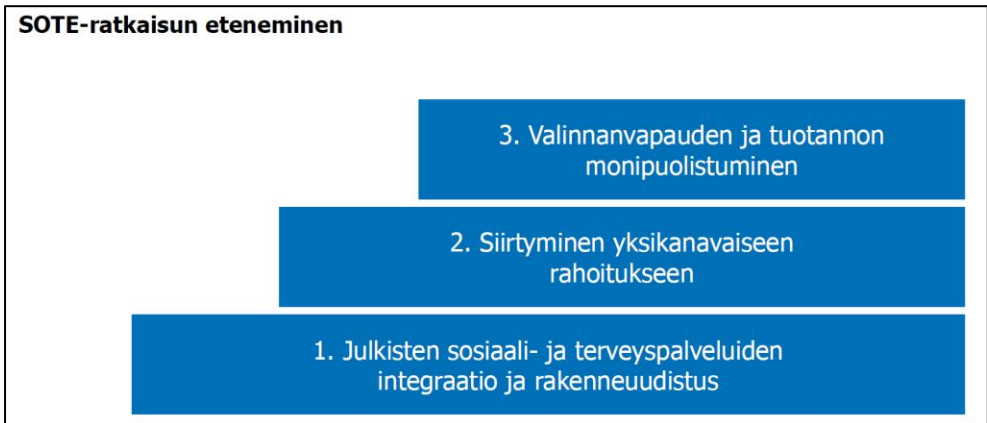 SOTE-ratkaisun eteneminen
3. Valinnanvapauden ja tuotannon
monipuolistuminen
2. Siirtyminen yksikanavaiseen
rahoitukseen
1. Julkisten sosiaali- ja terveyspalveluiden
integraatio ja rakenneuudistus